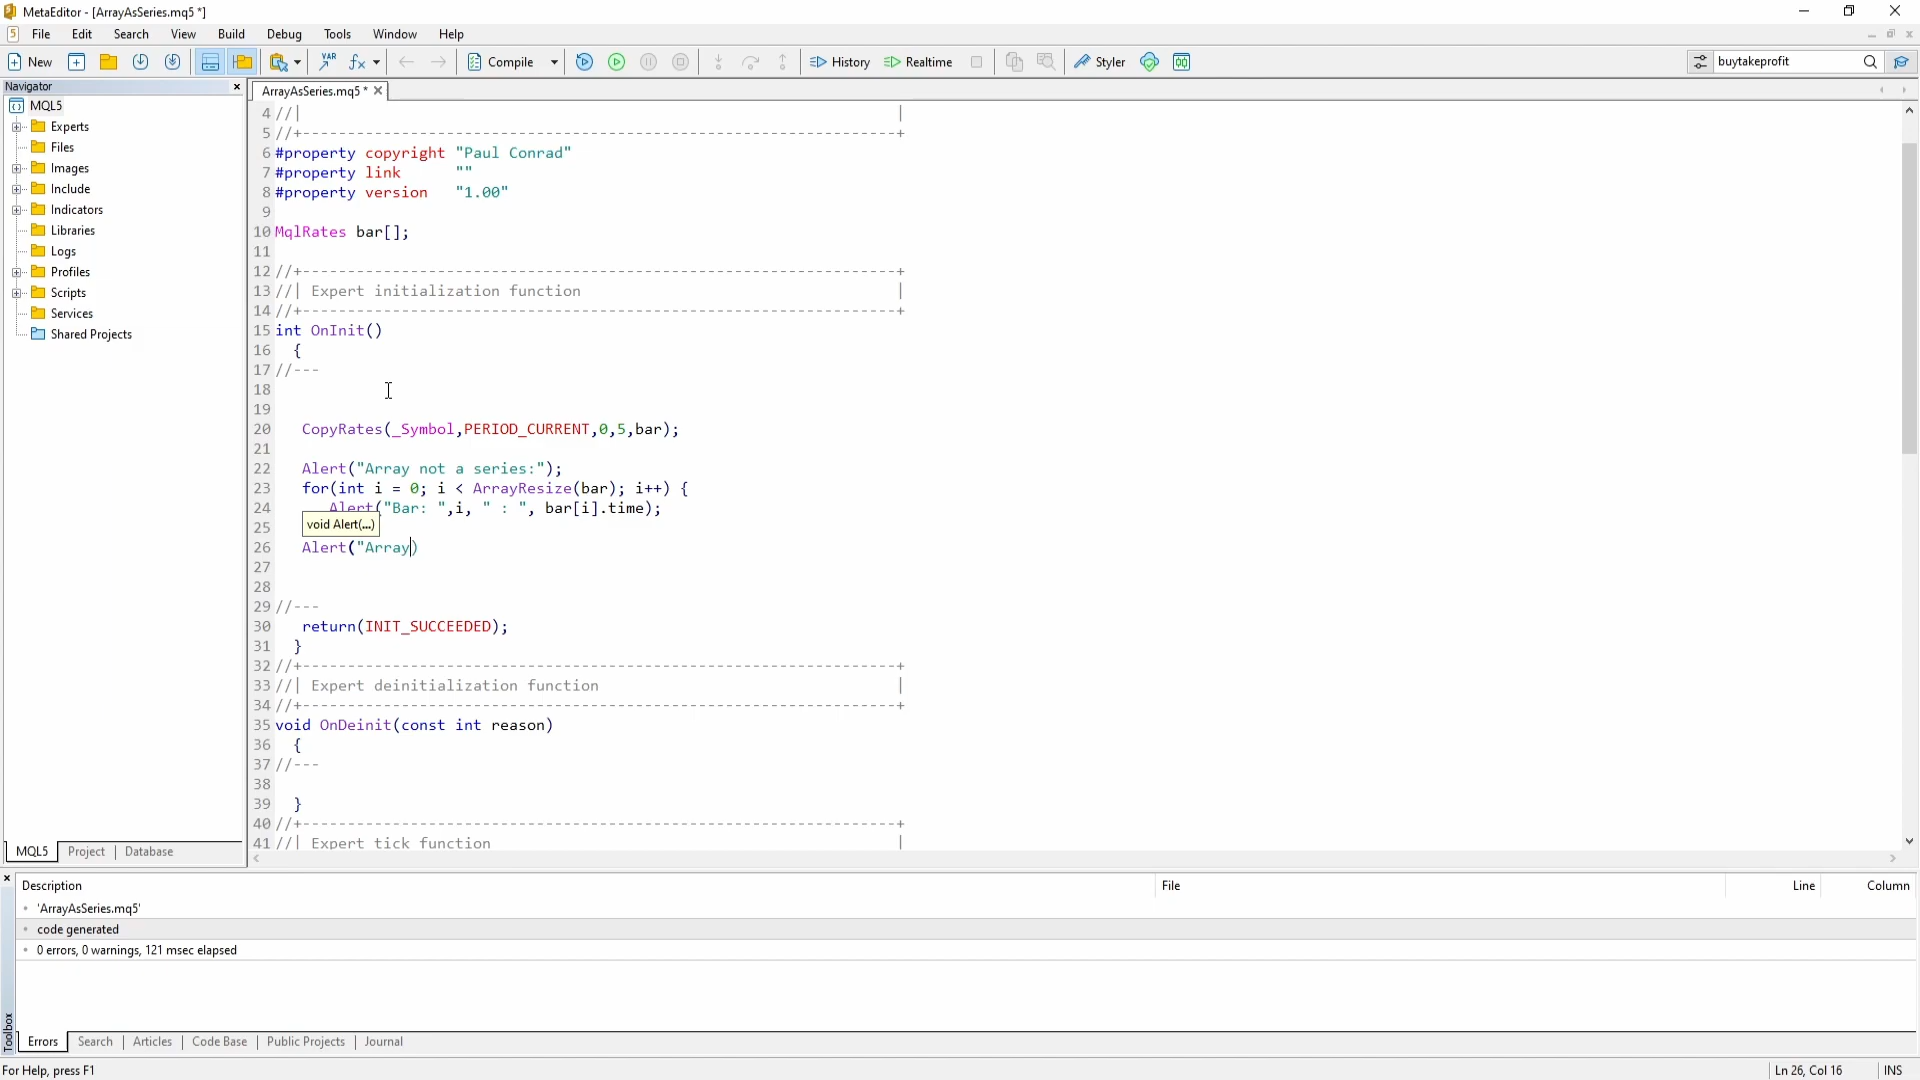 MetaEditor - [ArrayAsSeries.mq5 *]
5 File Edit Search View Build Debug Tools Window Help
New VAR fx Compile History Realtime Styler buytakeprofit
Navigator
MQL5
Experts
Files
Images
Include
Indicators
Libraries
Logs
Profiles
Scripts
Services
Shared Projects
MQL5 Project Database
ArrayAsSeries.mq5 *
4 //| |
5 //+------------------------------------------------------------------+
6 #property copyright "Paul Conrad"
7 #property link ""
8 #property version "1.00"
9
10 MqlRates bar[];
11
12 //+------------------------------------------------------------------+
13 //| Expert initialization function |
14 //+------------------------------------------------------------------+
15 int OnInit()
16 {
17 //---
18
19
20 CopyRates(_Symbol,PERIOD_CURRENT,0,5,bar);
21
22 Alert("Array not a series:");
23 for(int i = 0; i < ArrayResize(bar); i++) {
24 Alert("Bar: ",i, " : ", bar[i].time);
void Alert(...)
25
26 Alert("Array)
27
28
29 //---
30 return(INIT_SUCCEEDED);
31 }
32 //+------------------------------------------------------------------+
33 //| Expert deinitialization function |
34 //+------------------------------------------------------------------+
35 void OnDeinit(const int reason)
36 {
37 //---
38
39 }
40 //+------------------------------------------------------------------+
41 //| Expert tick function |
Description File Line Column
'ArrayAsSeries.mq5'
code generated
0 errors, 0 warnings, 121 msec elapsed
Toolbox
Errors Search Articles Code Base Public Projects Journal
For Help, press F1 Ln 26, Col 16 INS